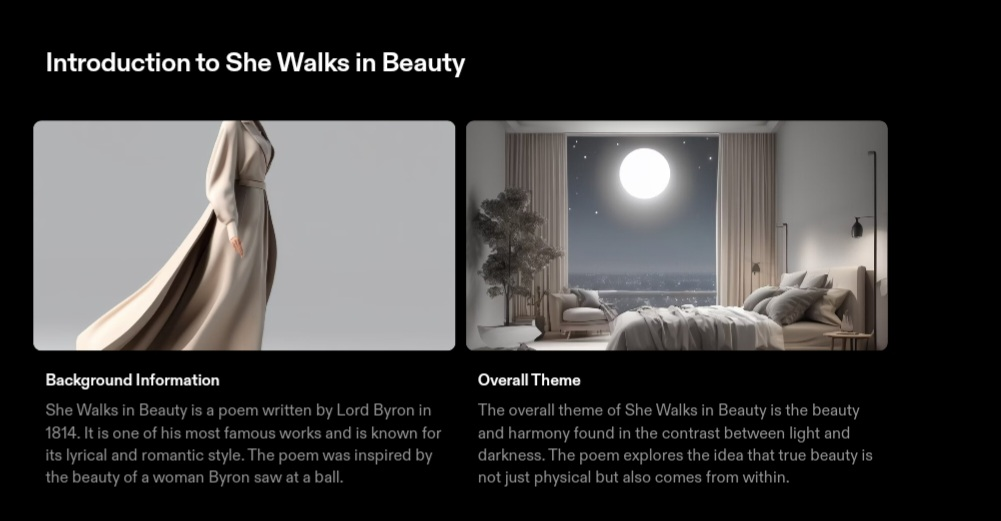 Introduction to She Walks in Beauty
Background Information
She Walks in Beauty is a poem written by Lord Byron in
1814. It is one of his most famous works and is known for
its lyrical and romantic style. The poem was inspired by
the beauty of a woman Byron saw at a ball.
Overall Theme
The overall theme of She Walks in Beauty is the beauty
and harmony found in the contrast between light and
darkness. The poem explores the idea that true beauty is
not just physical but also comes from within.